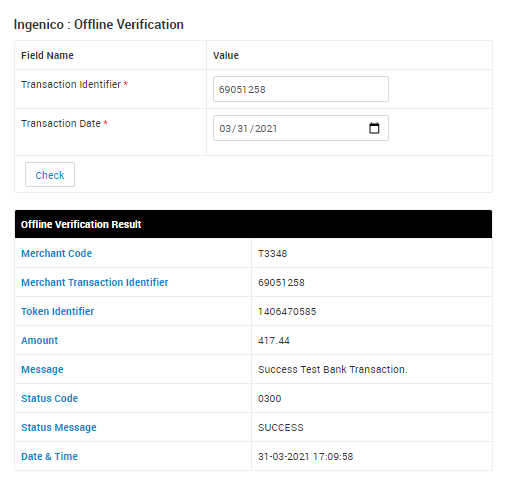 Ingenico : Offline Verification
Field Name Value
Transaction Identifier * 69051258
Transaction Date * 03/31/2021
Check
Offline Verification Result
Merchant Code T3348
Merchant Transaction Identifier 69051258
Token Identifier 1406470585
Amount 417.44
Message Success Test Bank Transaction.
Status Code 0300
Status Message SUCCESS
Date & Time 31-03-2021 17:09:58